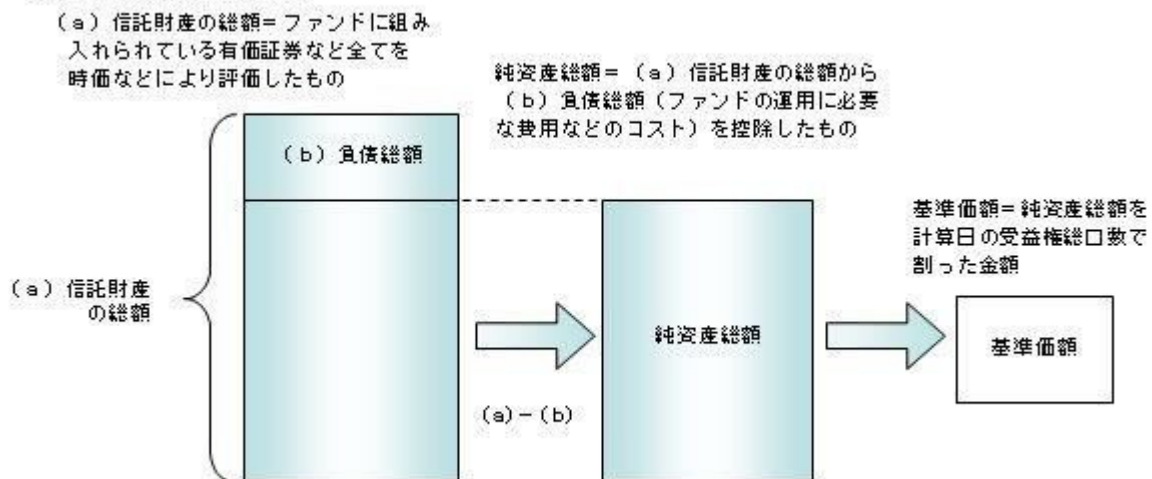 （a）信託財産の総額＝ファンドに組み
入れられている有価証券など全てを
時価などにより評価したもの
純資産総額＝（a）信託財産の総額から
（b）負債総額（ファンドの運用に必要
な費用などのコスト）を控除したもの
（b）負債総額
基準価額＝純資産総額を
計算日の受益権総口数で
割った金額
（a）信託財産
の総額
純資産総額
基準価額
（a）－（b）